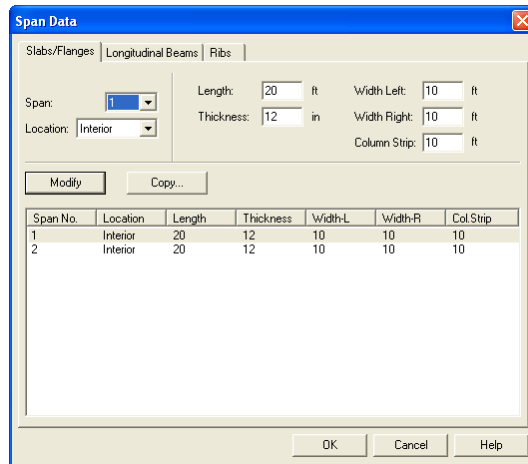 Span Data
Slabs/Flanges Longitudinal Beams Ribs
Span: 1
Location: Interior
Length: 20 ft
Thickness: 12 in
Width Left: 10 ft
Width Right: 10 ft
Column Strip: 10 ft
Modify Copy...
Span No. Location Length Thickness Width-L Width-R Col.Strip
1 Interior 20 12 10 10 10
2 Interior 20 12 10 10 10
OK Cancel Help